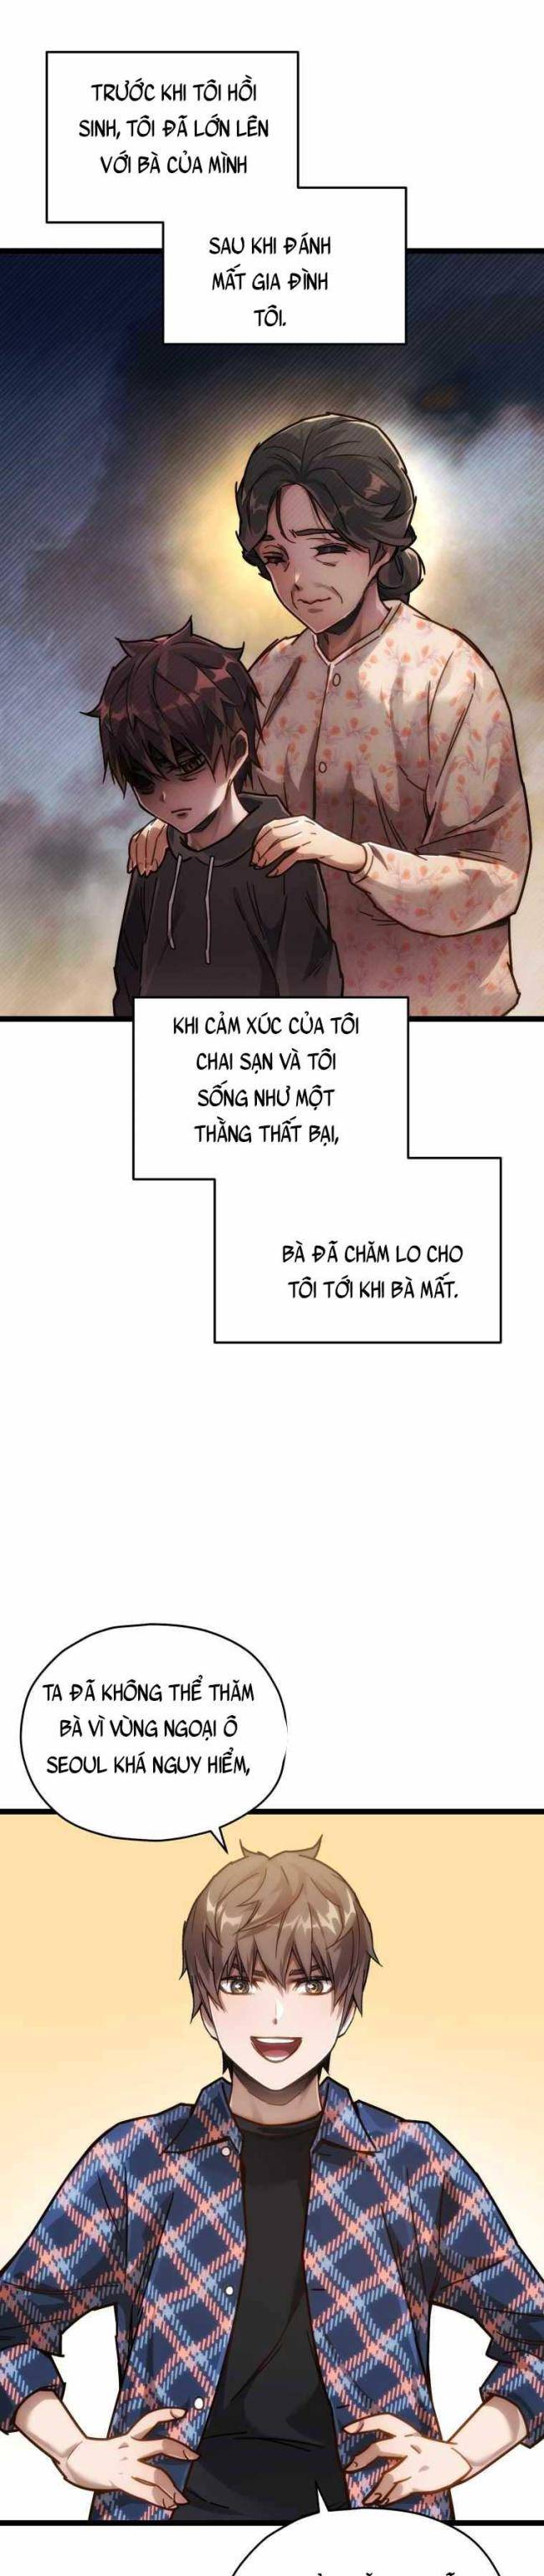 TRƯỚC KHI TÔI HỒI
SINH, TÔI ĐÃ LỚN LÊN
VỚI BÀ CỦA MÌNH
SAU KHI ĐÁNH
MẤT GIA ĐÌNH
TÔI.
KHI CẢM XÚC CỦA TÔI
CHAI SẠN VÀ TÔI
SỐNG NHƯ MỘT
THẰNG THẤT BẠI,
BÀ ĐÃ CHĂM LO CHO
TÔI TỚI KHI BÀ MẤT.
TA ĐÃ KHÔNG THỂ THĂM
BÀ VÌ VÙNG NGOẠI Ô
SEOUL KHÁ NGUY HIỂM,